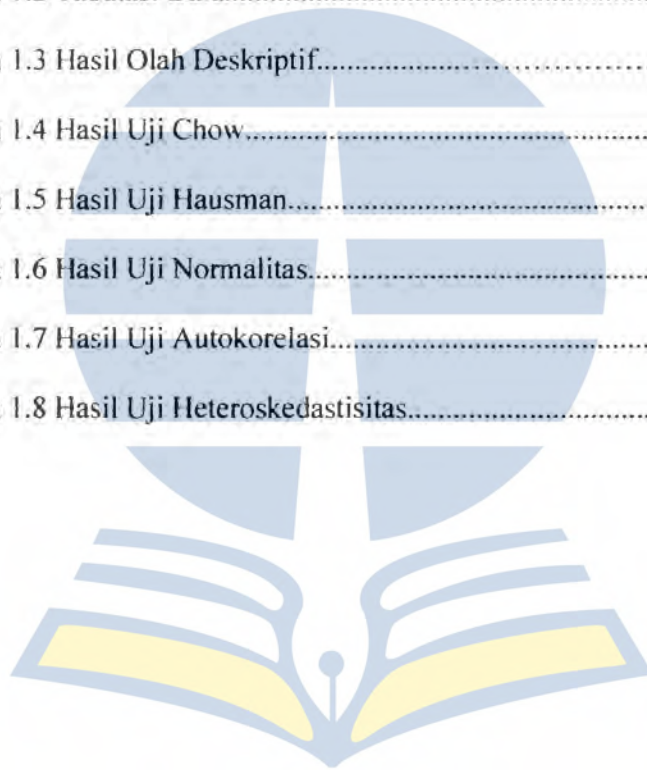 1.3 Hasil Olah Deskriptif
1.4 Hasil Uji Chow
1.5 Hasil Uji Hausman
1.6 Hasil Uji Normalitas
1.7 Hasil Uji Autokorelasi
1.8 Hasil Uji Heteroskedastisitas